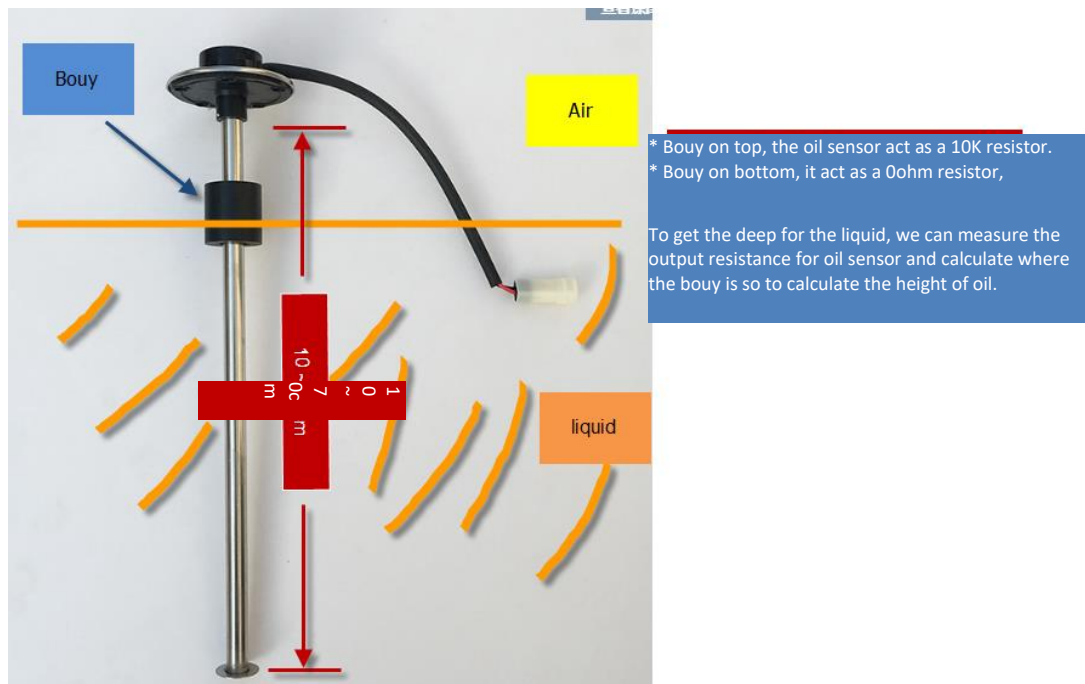 Bouy
Air
* Bouy on top, the oil sensor act as a 10K resistor.
* Bouy on bottom, it act as a 0ohm resistor,
To get the deep for the liquid, we can measure the
output resistance for oil sensor and calculate where
the bouy is so to calculate the height of oil.
liquid